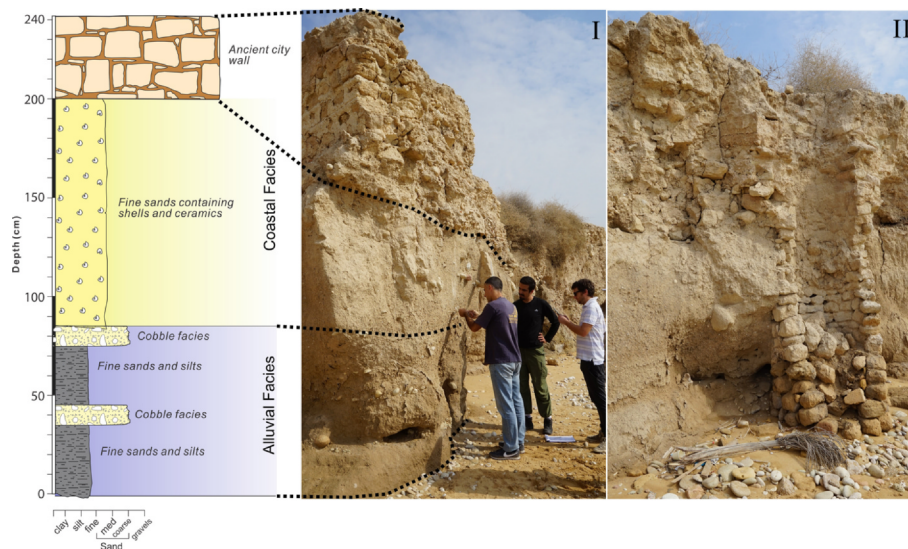 240
200
150
100
50
0
Depth (cm)
Ancient city
wall
Fine sands containing
shells and ceramics
Cobble facies
Fine sands and silts
Cobble facies
Fine sands and silts
Coastal Facies
Alluvial Facies
clay
silt
fine
med
coarse
gravels
Sand
I
II